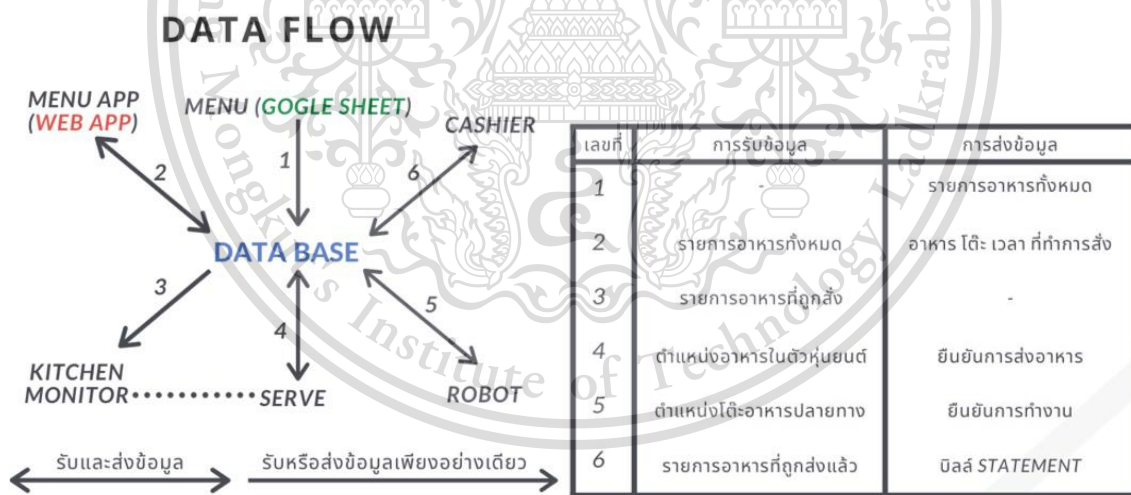 DATA FLOW
MENU APP
(WEB APP)
MENU (GOGLE SHEET)
CASHIER
2
1
6
DATA BASE
3
4
5
KITCHEN
MONITOR
SERVE
ROBOT
รับและส่งข้อมูล
รับหรือส่งข้อมูลเพียงอย่างเดียว
เลขที่ การรับข้อมูล การส่งข้อมูล
1 - รายการอาหารทั้งหมด
2 รายการอาหารทั้งหมด อาหาร โต๊ะ เวลา ที่ทำการสั่ง
3 รายการอาหารที่ถูกสั่ง -
4 ตำแหน่งอาหารในตัวหุ่นยนต์ ยืนยันการส่งอาหาร
5 ตำแหน่งโต๊ะอาหารปลายทาง ยืนยันการทำงาน
6 รายการอาหารที่ถูกส่งแล้ว บิลล์ STATEMENT
Mongkut's Institute of Technology Ladkrabang